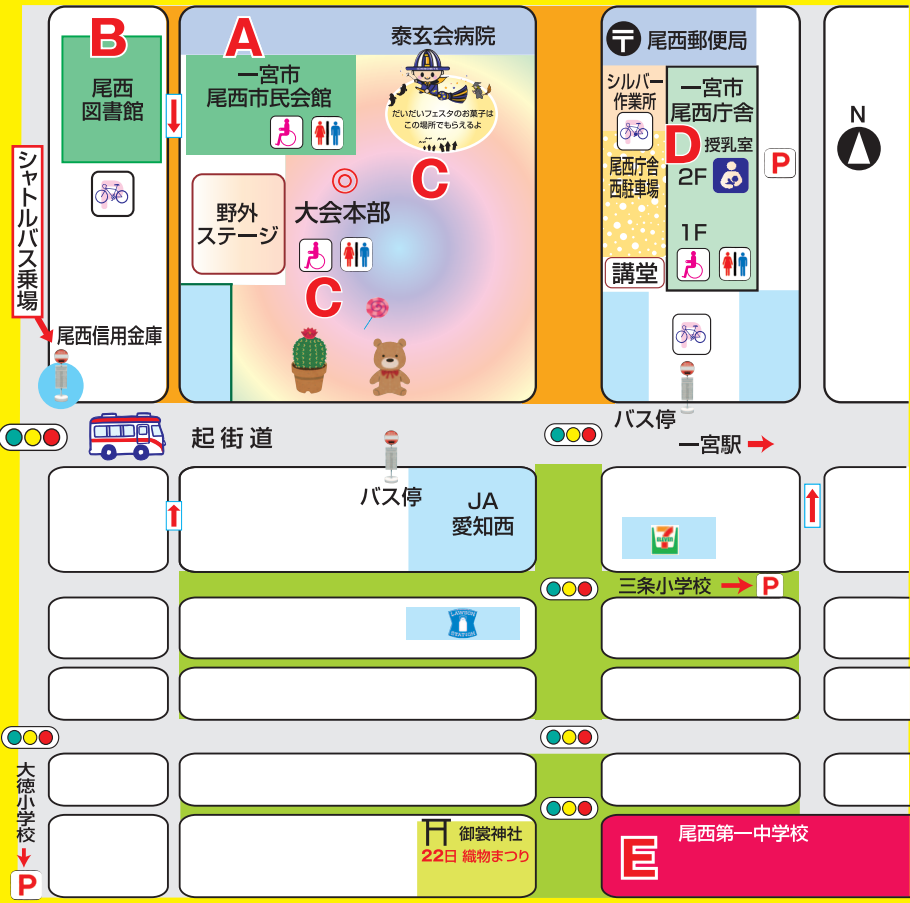 B
尾西
図書館
A
一宮市
尾西市民会館
泰玄会病院
だいだいフェスタのお菓子は
この場所でもらえるよ
C
〒 尾西郵便局
シルバー
作業所
一宮市
尾西庁舎
D
授乳室
2F
1F
尾西庁舎
西駐車場
講堂
P
N
シャトルバス乗場
野外
ステージ
◎
大会本部
C
尾西信用金庫
起街道
バス停
一宮駅
バス停
JA
愛知西
7
ELEVEN
三条小学校
P
LAWSON
STATION
大徳小学校
P
御裳神社
22日 織物まつり
E
尾西第一中学校